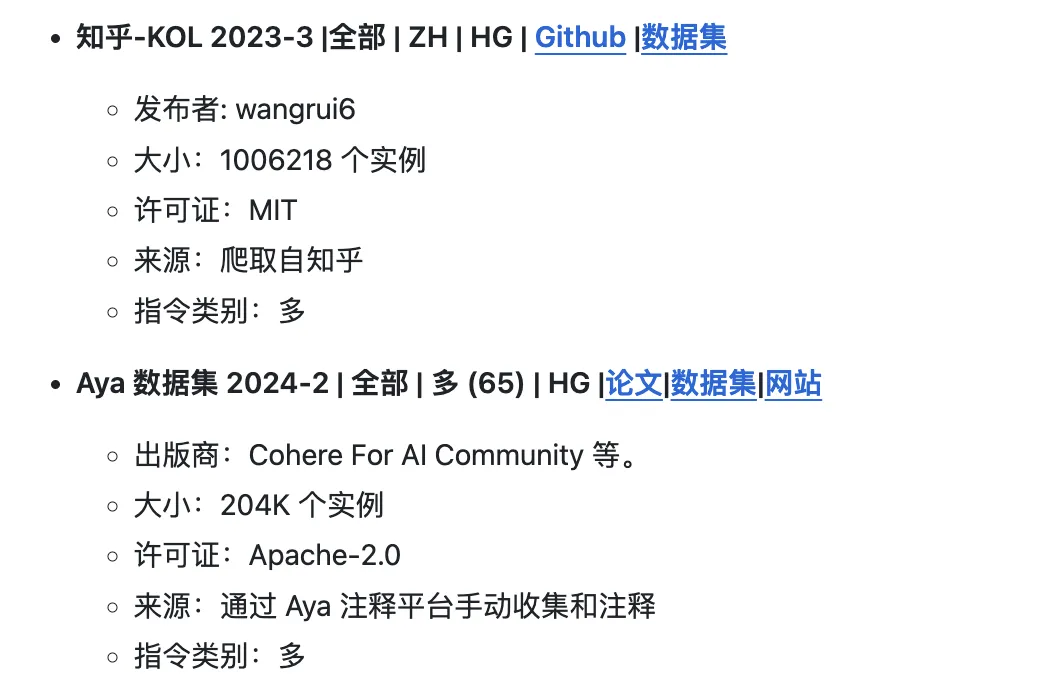 • 知乎-KOL 2023-3 |全部 | ZH | HG | Github |数据集
◦ 发布者: wangrui6
◦ 大小：1006218 个实例
◦ 许可证：MIT
◦ 来源：爬取自知乎
◦ 指令类别：多
• Aya 数据集 2024-2 | 全部 | 多 (65) | HG |论文|数据集|网站
◦ 出版商：Cohere For AI Community 等。
◦ 大小：204K 个实例
◦ 许可证：Apache-2.0
◦ 来源：通过 Aya 注释平台手动收集和注释
◦ 指令类别：多